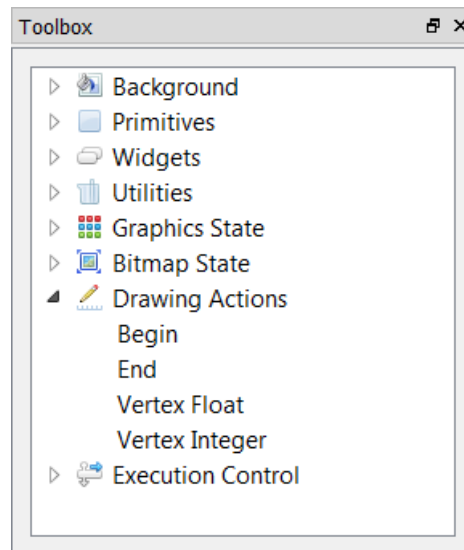 Toolbox
Background
Primitives
Widgets
Utilities
Graphics State
Bitmap State
Drawing Actions
Begin
End
Vertex Float
Vertex Integer
Execution Control